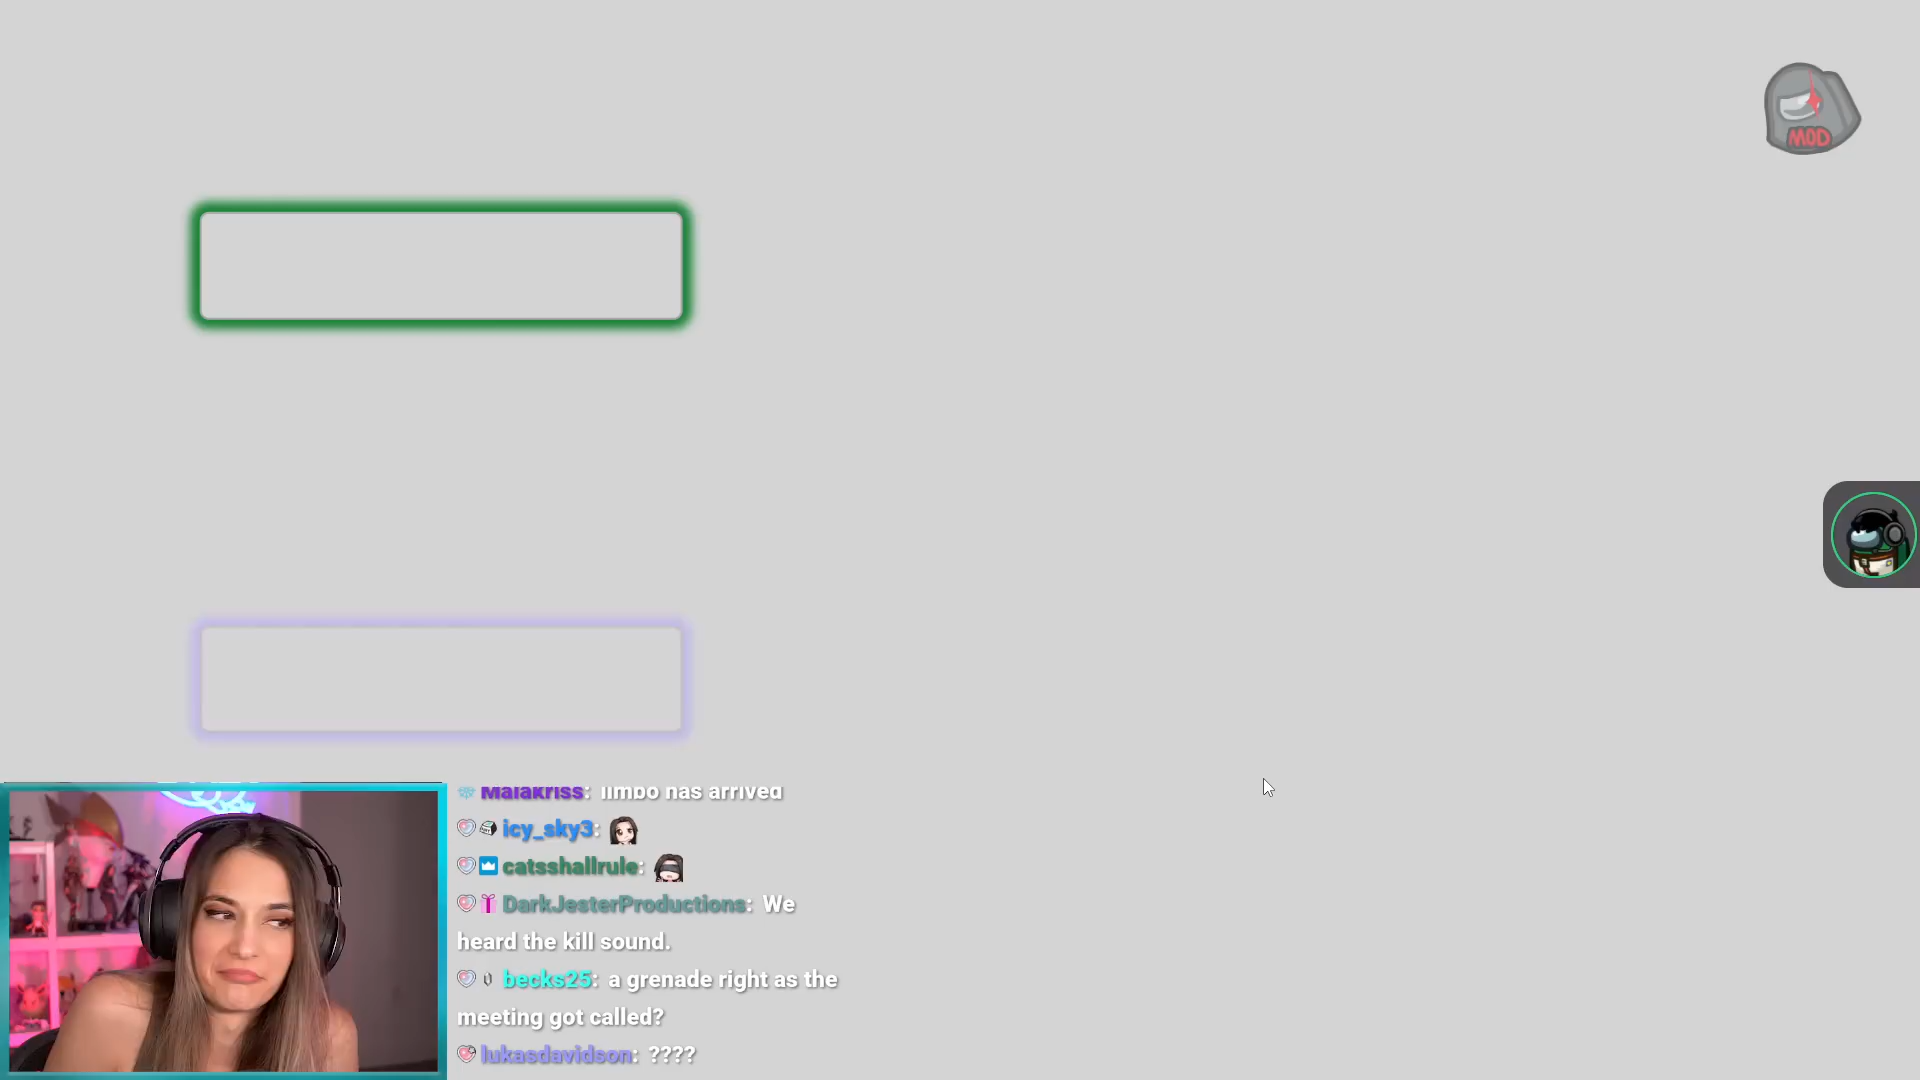 MOD
Malakriss: limbo has arrived
icy_sky3:
catsshallrule:
DarkJesterProductions: We
heard the kill sound.
becks25: a grenade right as the
meeting got called?
lukasdavidson: ????